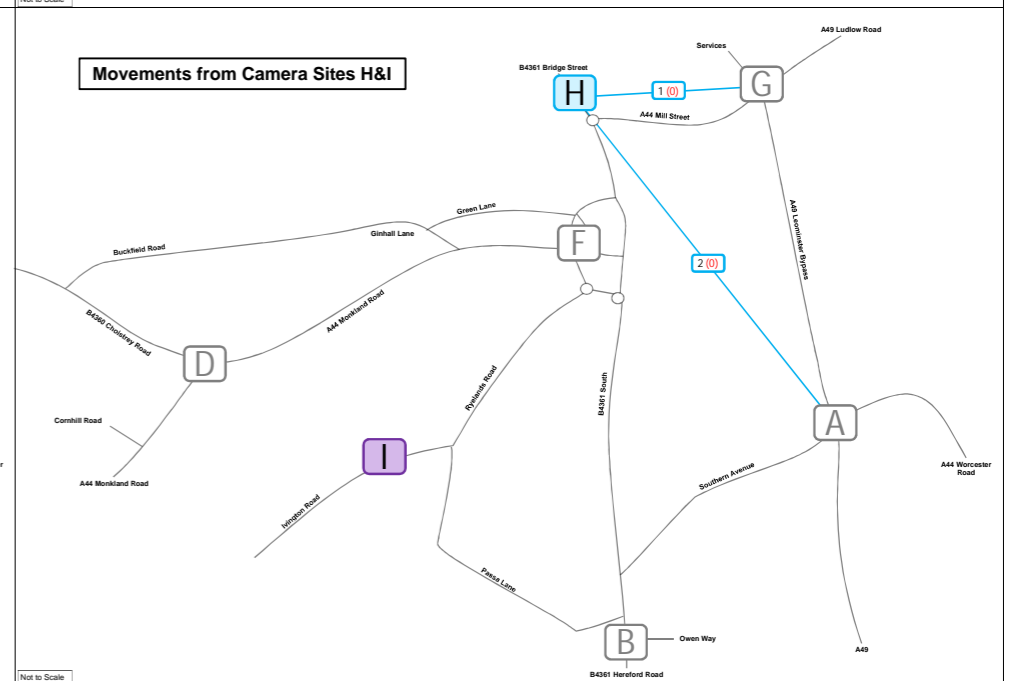 Not to Scale
A49 Ludlow Road
Services
Movements from Camera Sites H&I
B4361 Bridge Street
H
1 (0)
G
A44 Mill Street
Green Lane
A49 Leominster Bypass
Ginhall Lane
F
Buckfield Road
2 (0)
A44 Monkland Road
B4360 Cholstrey Road
D
Ryelands Road
B4361 South
Cornhill Road
A
I
A44 Worcester
Road
Southern Avenue
A44 Monkland Road
Ivington Road
Passa Lane
B
Owen Way
A49
B4361 Hereford Road
Not to Scale